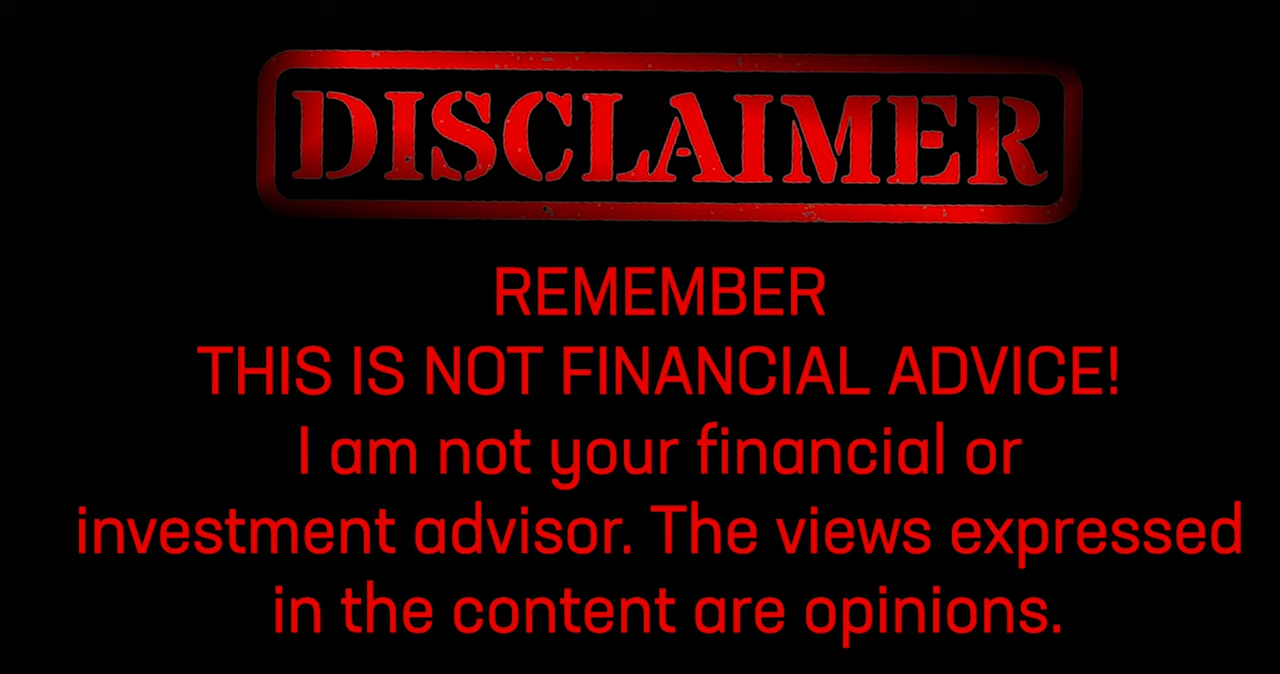 DISCLAIMER
REMEMBER
THIS IS NOT FINANCIAL ADVICE!
I am not your financial or
investment advisor. The views expressed
in the content are opinions.